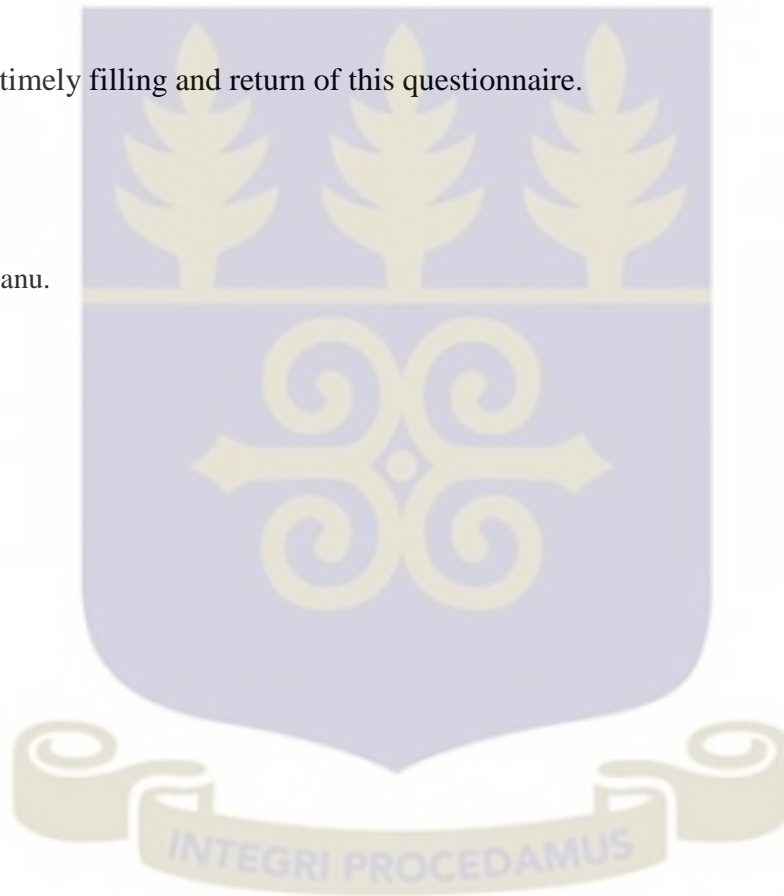 timely filling and return of this questionnaire.
anu.
INTEGRI PROCEDAMUS